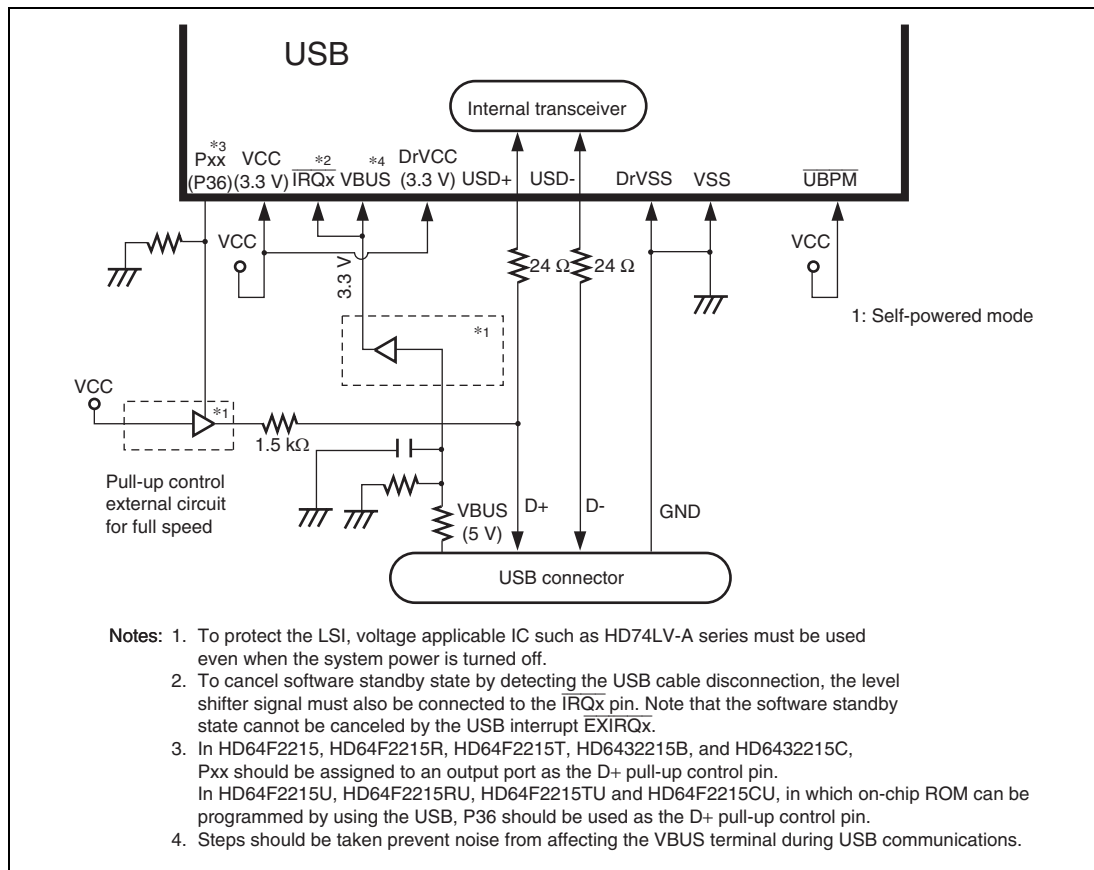 USB
Internal transceiver
*3 *2 *4
Pxx VCC IRQx VBUS DrVCC USD+ USD- DrVSS VSS UBPM
(P36) (3.3 V) (3.3 V)
VCC
VCC
3.3 V
24 Ω 24 Ω
1: Self-powered mode
*1
VCC
*1
1.5 kΩ
Pull-up control
external circuit
for full speed
VBUS
(5 V)
D+
D-
GND
USB connector
Notes: 1. To protect the LSI, voltage applicable IC such as HD74LV-A series must be used
even when the system power is turned off.
2. To cancel software standby state by detecting the USB cable disconnection, the level
shifter signal must also be connected to the IRQx pin. Note that the software standby
state cannot be canceled by the USB interrupt EXIRQx.
3. In HD64F2215, HD64F2215R, HD64F2215T, HD6432215B, and HD6432215C,
Pxx should be assigned to an output port as the D+ pull-up control pin.
In HD64F2215U, HD64F2215RU, HD64F2215TU and HD64F2215CU, in which on-chip ROM can be
programmed by using the USB, P36 should be used as the D+ pull-up control pin.
4. Steps should be taken prevent noise from affecting the VBUS terminal during USB communications.